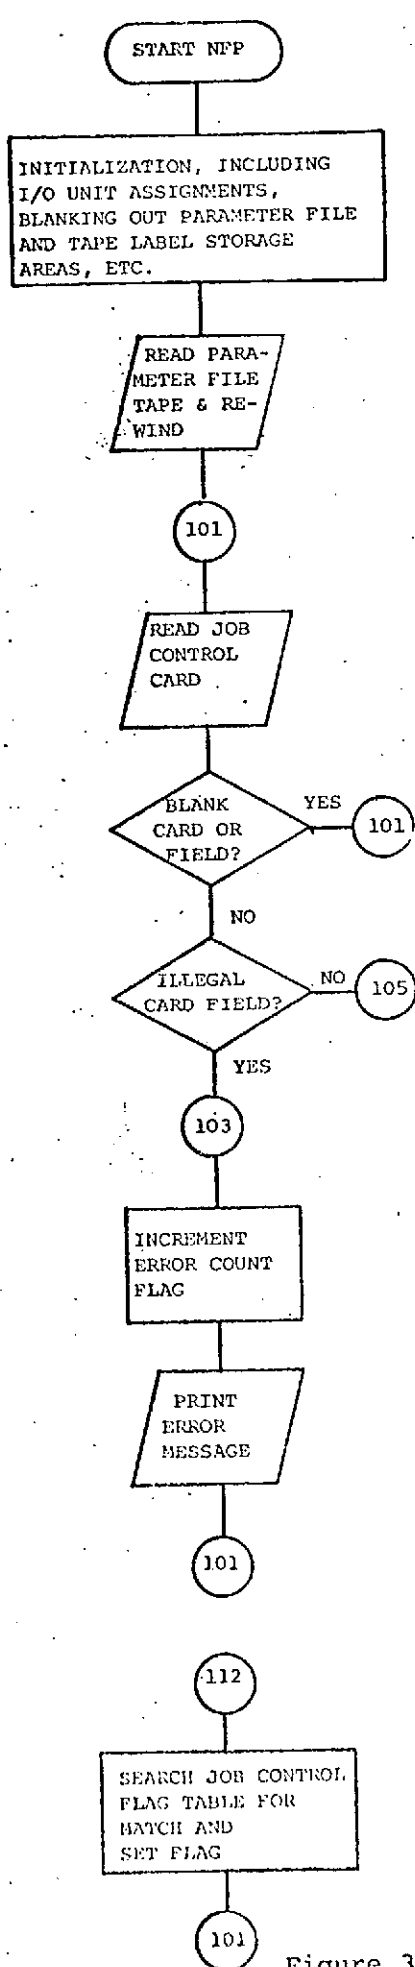 START NFP
INITIALIZATION, INCLUDING
I/O UNIT ASSIGNMENTS,
BLANKING OUT PARAMETER FILE
AND TAPE LABEL STORAGE
AREAS, ETC.
READ PARA-
METER FILE
TAPE & RE-
WIND
101
READ JOB
CONTROL
CARD
BLANK
CARD OR
FIELD?
YES
101
NO
ILLEGAL
CARD FIELD?
NO
105
YES
103
INCREMENT
ERROR COUNT
FLAG
PRINT
ERROR
MESSAGE
101
112
SEARCH JOB CONTROL
FLAG TABLE FOR
MATCH AND
SET FLAG
101
Figure 3